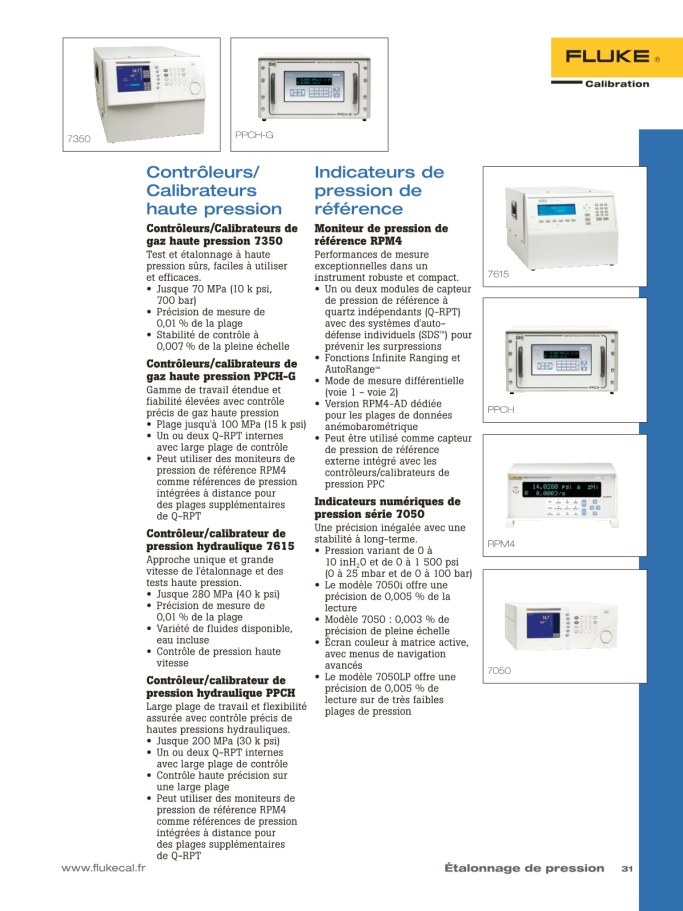 FLUKE ®
Calibration
7350
PPCH-G
Contrôleurs/
Calibrateurs
haute pression
Contrôleurs/Calibrateurs de
gaz haute pression 7350
Test et étalonnage à haute
pression sûrs, faciles à utiliser
et efficaces.
• Jusque 70 MPa (10 k psi,
700 bar)
• Précision de mesure de
0,01 % de la plage
• Stabilité de contrôle à
0,007 % de la pleine échelle
Contrôleurs/calibrateurs de
gaz haute pression PPCH-G
Gamme de travail étendue et
fiabilité élevées avec contrôle
précis de gaz haute pression
• Plage jusqu'à 100 MPa (15 k psi)
• Un ou deux Q-RPT internes
avec large plage de contrôle
• Peut utiliser des moniteurs de
pression de référence RPM4
comme références de pression
intégrées à distance pour
des plages supplémentaires
de Q-RPT
Contrôleur/calibrateur de
pression hydraulique 7615
Approche unique et grande
vitesse de l'étalonnage et des
tests haute pression.
• Jusque 280 MPa (40 k psi)
• Précision de mesure de
0,01 % de la plage
• Variété de fluides disponible,
eau incluse
• Contrôle de pression haute
vitesse
Contrôleur/calibrateur de
pression hydraulique PPCH
Large plage de travail et flexibilité
assurée avec contrôle précis de
hautes pressions hydrauliques.
• Jusque 200 MPa (30 k psi)
• Un ou deux Q-RPT internes
avec large plage de contrôle
• Contrôle haute précision sur
une large plage
• Peut utiliser des moniteurs de
pression de référence RPM4
comme références de pression
intégrées à distance pour
des plages supplémentaires
de Q-RPT
Indicateurs de
pression de
référence
Moniteur de pression de
référence RPM4
Performances de mesure
exceptionnelles dans un
instrument robuste et compact.
• Un ou deux modules de capteur
de pression de référence à
quartz indépendants (Q-RPT)
avec des systèmes d'auto-
défense individuels (SDS™) pour
prévenir les surpressions
• Fonctions Infinite Ranging et
AutoRange™
• Mode de mesure différentielle
(voie 1 - voie 2)
• Version RPM4-AD dédiée
pour les plages de données
anémobarométrique
• Peut être utilisé comme capteur
de pression de référence
externe intégré avec les
contrôleurs/calibrateurs de
pression PPC
Indicateurs numériques de
pression série 7050
Une précision inégalée avec une
stabilité à long-terme.
• Pression variant de 0 à
10 inH₂O et de 0 à 1 500 psi
(0 à 25 mbar et de 0 à 100 bar)
• Le modèle 7050i offre une
précision de 0,005 % de la
lecture
• Modèle 7050 : 0,003 % de
précision de pleine échelle
• Écran couleur à matrice active,
avec menus de navigation
avancés
• Le modèle 7050LP offre une
précision de 0,005 % de
lecture sur de très faibles
plages de pression
7615
PPCH
RPM4
7050
www.flukecal.fr
Étalonnage de pression 31